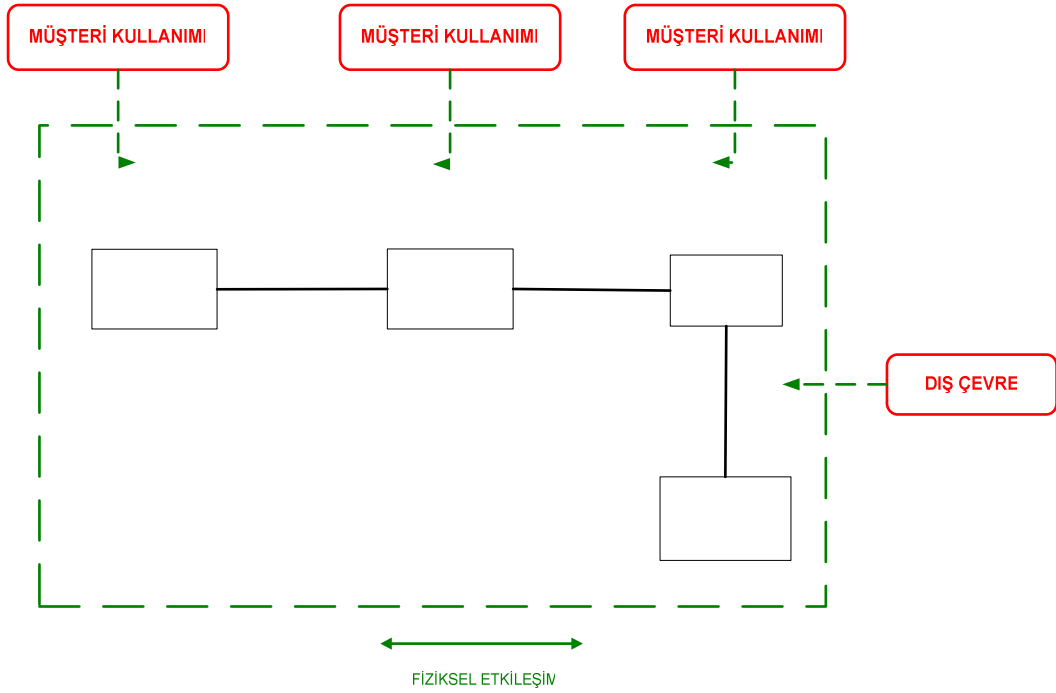 MÜŞTERİ KULLANIMI
MÜŞTERİ KULLANIMI
MÜŞTERİ KULLANIMI
DIŞ ÇEVRE
FİZİKSEL ETKİLEŞİM